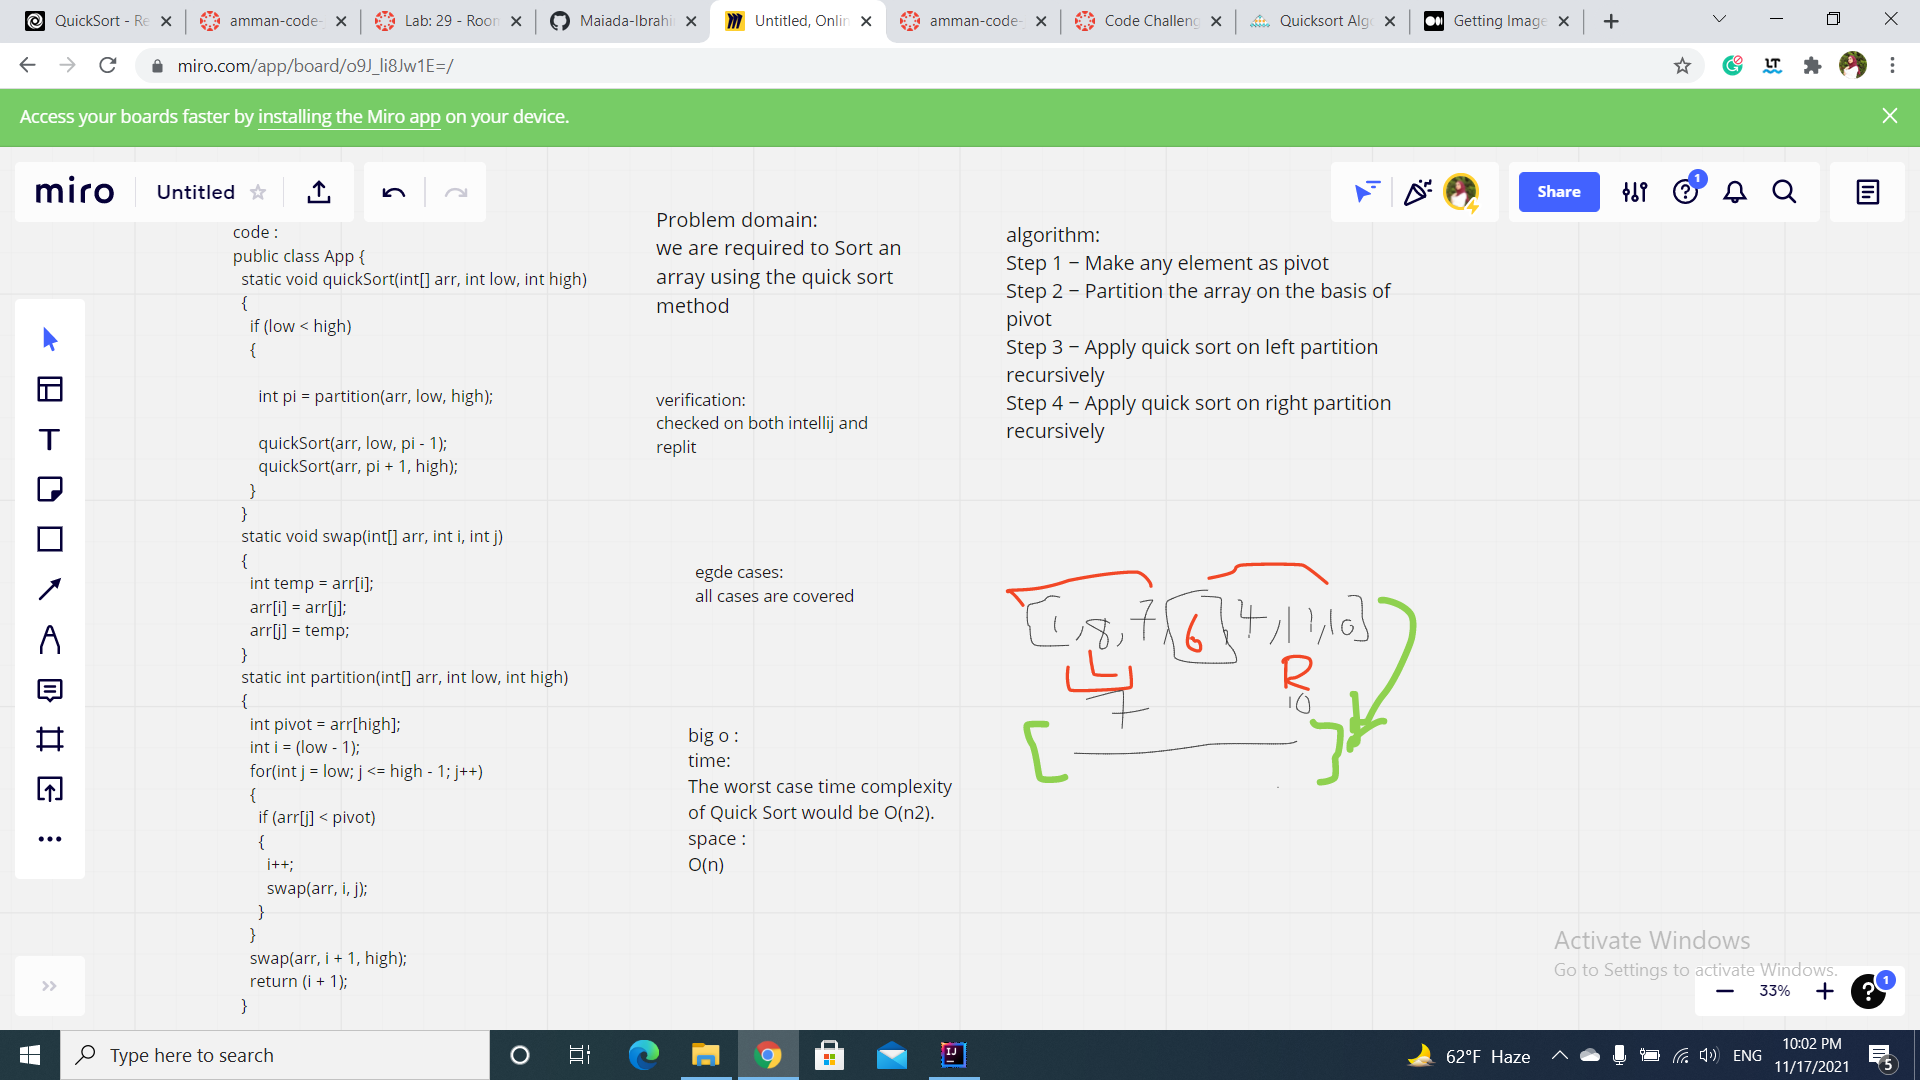 QuickSort - Re
amman-code-
Lab: 29 - Room
Maiada-Ibrahi
Untitled, Onlin
amman-code-
Code Challeng
Quicksort Algo
Getting Image
miro.com/app/board/o9J_li8Jw1E=/
Access your boards faster by installing the Miro app on your device.
miro
Untitled
Share
1
code :
public class App {
static void quickSort(int[] arr, int low, int high)
{
if (low < high)
{
int pi = partition(arr, low, high);
quickSort(arr, low, pi - 1);
quickSort(arr, pi + 1, high);
}
}
static void swap(int[] arr, int i, int j)
{
int temp = arr[i];
arr[i] = arr[j];
arr[j] = temp;
}
static int partition(int[] arr, int low, int high)
{
int pivot = arr[high];
int i = (low - 1);
for(int j = low; j <= high - 1; j++)
{
if (arr[j] < pivot)
{
i++;
swap(arr, i, j);
}
}
swap(arr, i + 1, high);
return (i + 1);
}
Problem domain:
we are required to Sort an
array using the quick sort
method
verification:
checked on both intellij and
replit
egde cases:
all cases are covered
big o :
time:
The worst case time complexity
of Quick Sort would be O(n2).
space :
O(n)
algorithm:
Step 1 − Make any element as pivot
Step 2 − Partition the array on the basis of
pivot
Step 3 − Apply quick sort on left partition
recursively
Step 4 − Apply quick sort on right partition
recursively
[1,8,7,6,4,11,10]
L
R
7
10
[
]
Activate Windows
Go to Settings to activate Windows.
33%
1
Type here to search
62°F Haze
ENG
10:02 PM
11/17/2021
5